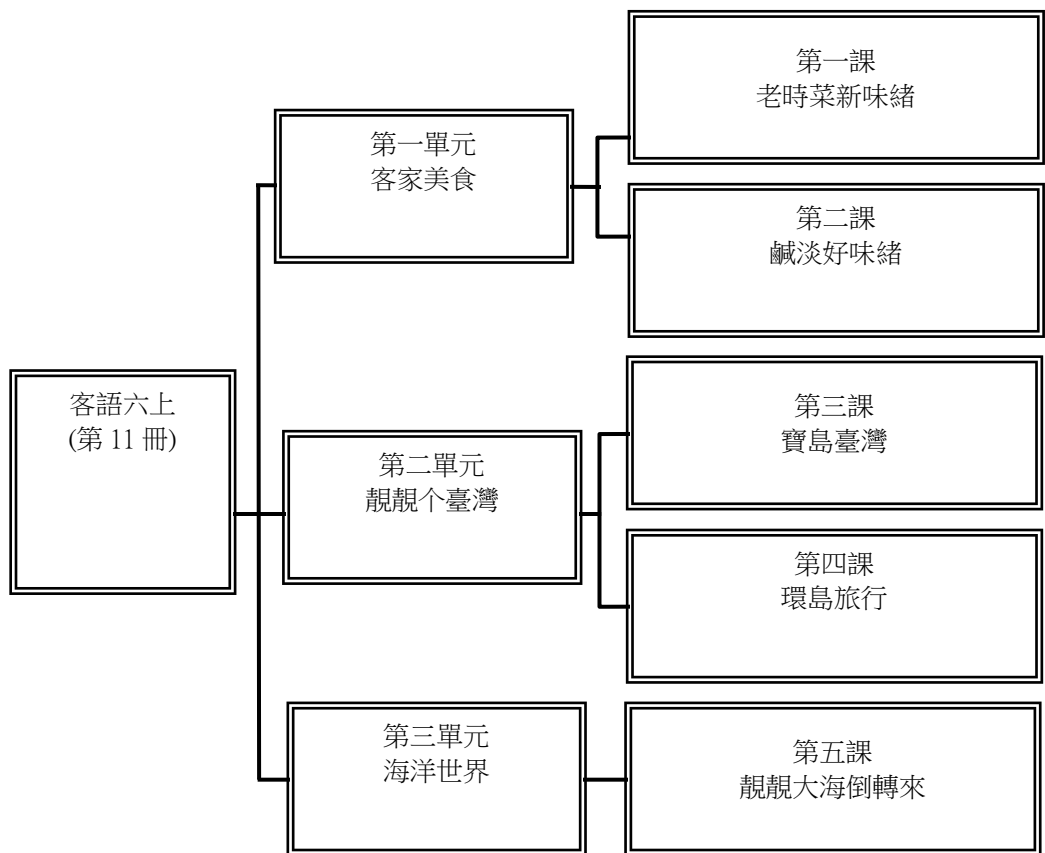 客語六上
(第 11 冊)
第一單元
客家美食
第一課
老時菜新味緒
第二課
鹹淡好味緒
第二單元
靚靚个臺灣
第三課
寶島臺灣
第四課
環島旅行
第三單元
海洋世界
第五課
靚靚大海倒轉來